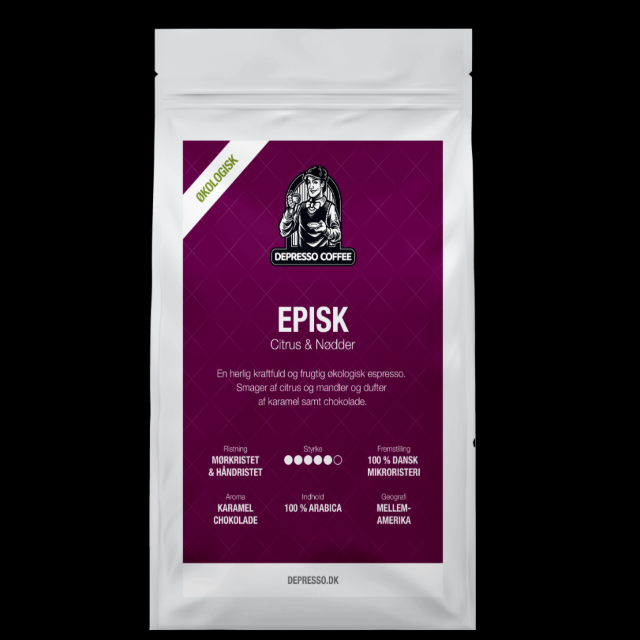 ØKOLOGISK
DEPRESSO COFFEE
EPISK
Citrus & Nødder
En herlig kraftfuld og frugtig økologisk espresso.
Smager af citrus og mandler og dufter
af karamel samt chokolade.
Ristning
MØRKRISTET
& HÅNDRISTET
Styrke
Fremstilling
100 % DANSK
MIKRORISTERI
Aroma
KARAMEL
CHOKOLADE
Indhold
100 % ARABICA
Geografi
MELLEM-
AMERIKA
DEPRESSO.DK